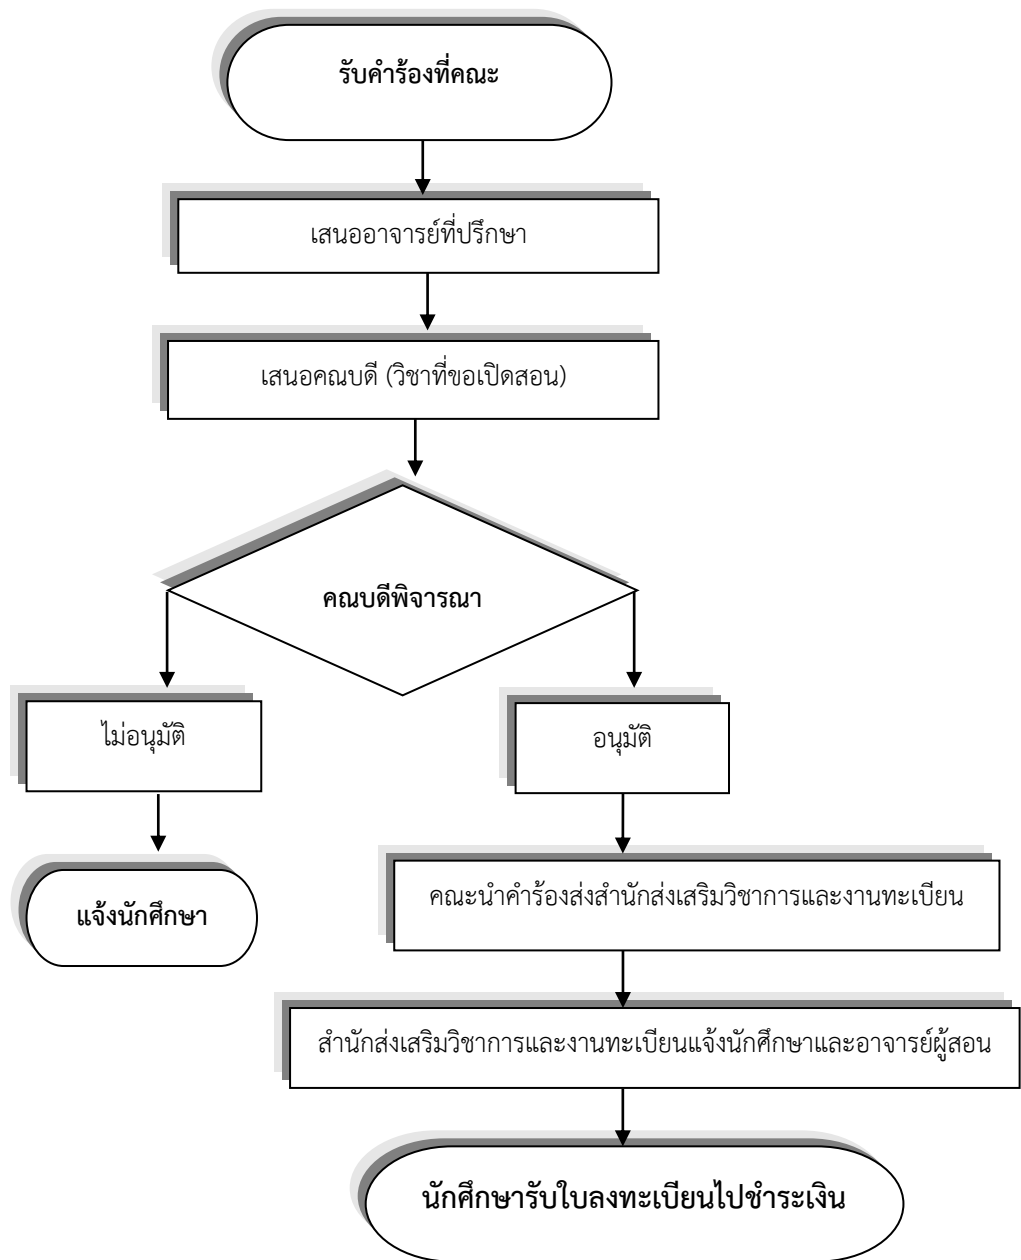 รับคำร้องที่คณะ
เสนออาจารย์ที่ปรึกษา
เสนอคณบดี (วิชาที่ขอเปิดสอน)
คณบดีพิจารณา
ไม่อนุมัติ
อนุมัติ
คณะนำคำร้องส่งสำนักส่งเสริมวิชาการและงานทะเบียน
แจ้งนักศึกษา
สำนักส่งเสริมวิชาการและงานทะเบียนแจ้งนักศึกษาและอาจารย์ผู้สอน
นักศึกษารับใบลงทะเบียนไปชำระเงิน